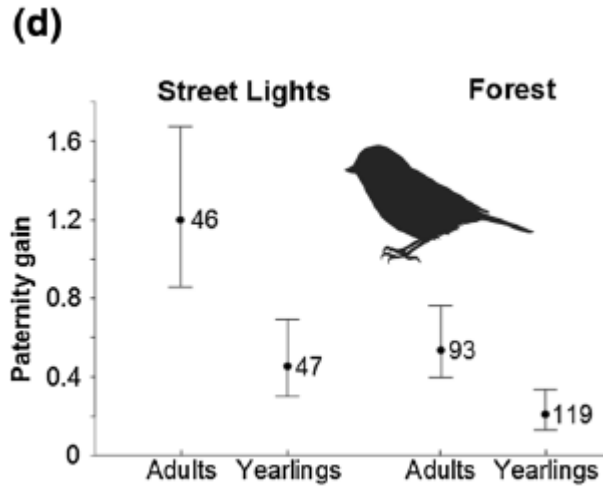 (d)
Street Lights Forest
Paternity gain
1.6
1.2
0.8
0.4
0
46
47
93
119
Adults Yearlings Adults Yearlings